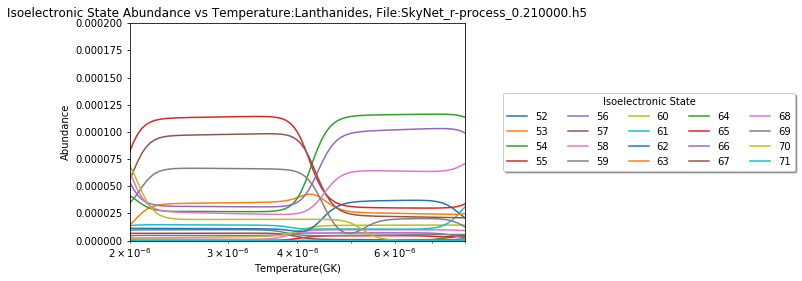 Isoelectronic State Abundance vs Temperature:Lanthanides, File:SkyNet_r-process_0.210000.h5
0.000200
0.000175
0.000150
0.000125
0.000100
0.000075
0.000050
0.000025
0.000000
Abundance
2 × 10⁻⁶ 3 × 10⁻⁶ 4 × 10⁻⁶ 6 × 10⁻⁶
Temperature(GK)
Isoelectronic State
52 56 60 64 68
53 57 61 65 69
54 58 62 66 70
55 59 63 67 71